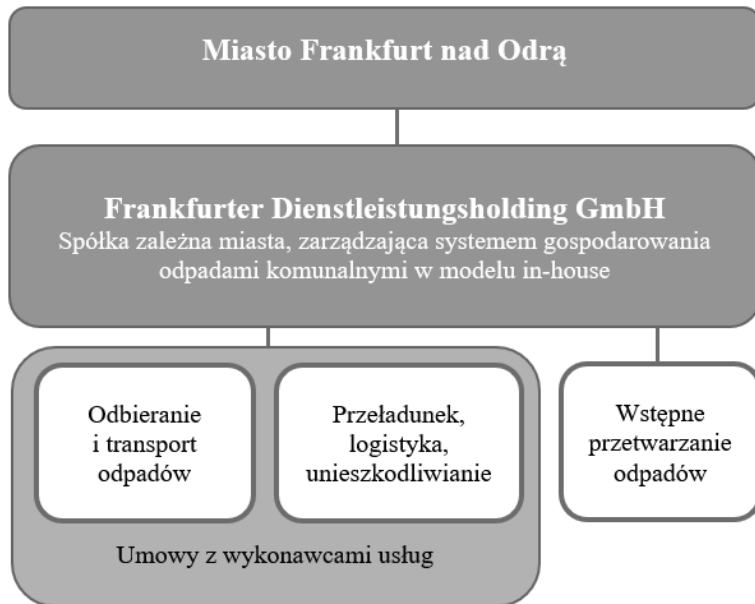 Miasto Frankfurt nad Odrą
Frankfurter Dienstleistungsholding GmbH
Spółka zależna miasta, zarządzająca systemem gospodarowania
odpadami komunalnymi w modelu in-house
Odbieranie
i transport
odpadów
Przeładunek,
logistyka,
unieszkodliwianie
Wstępne
przetwarzanie
odpadów
Umowy z wykonawcami usług